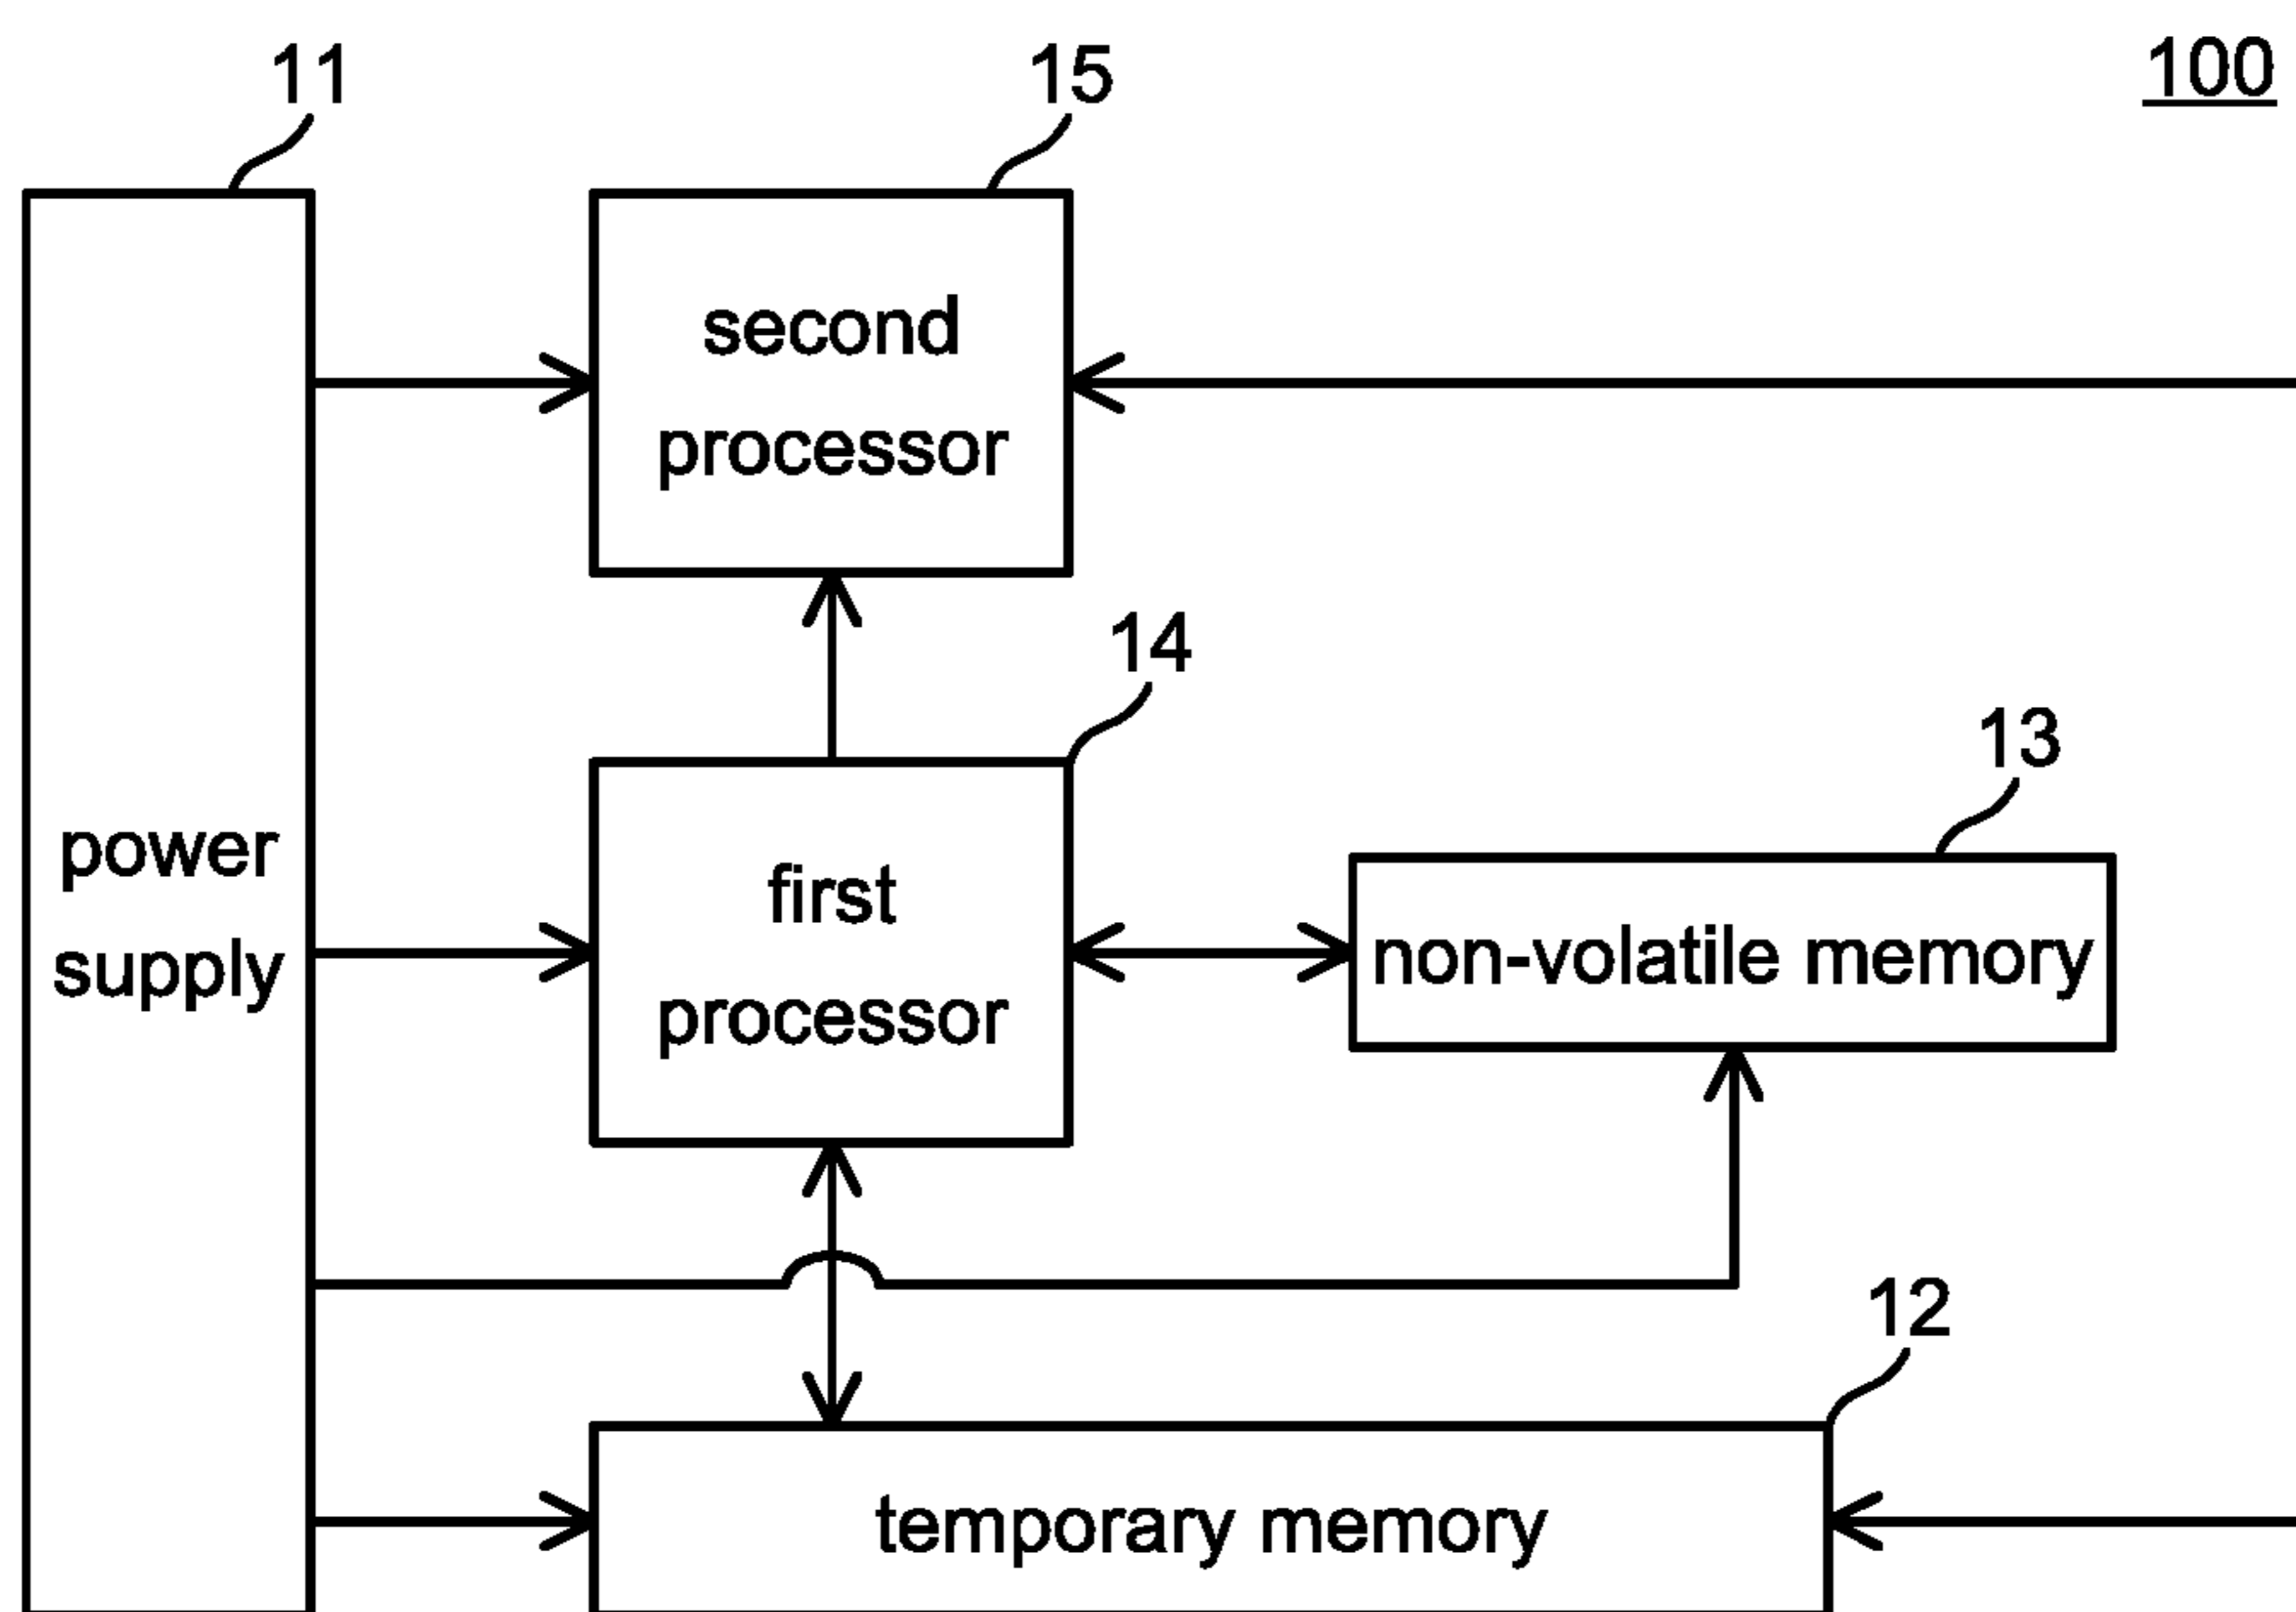 11
15
100
second
processor
14
13
power
supply
first
processor
non-volatile memory
12
temporary memory